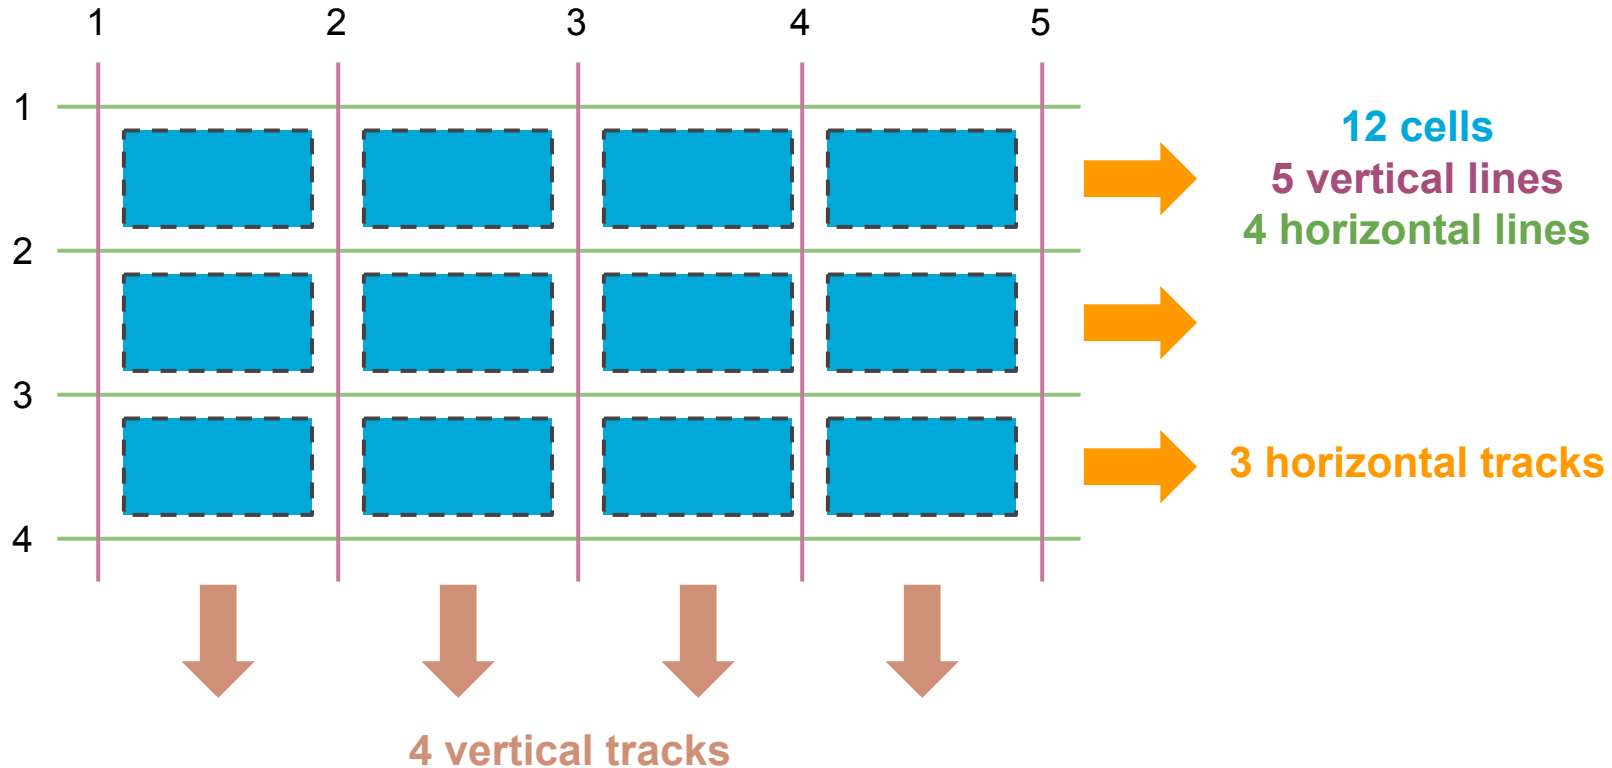 1 2 3 4 5
1
12 cells
5 vertical lines
4 horizontal lines
2
3
3 horizontal tracks
4
4 vertical tracks